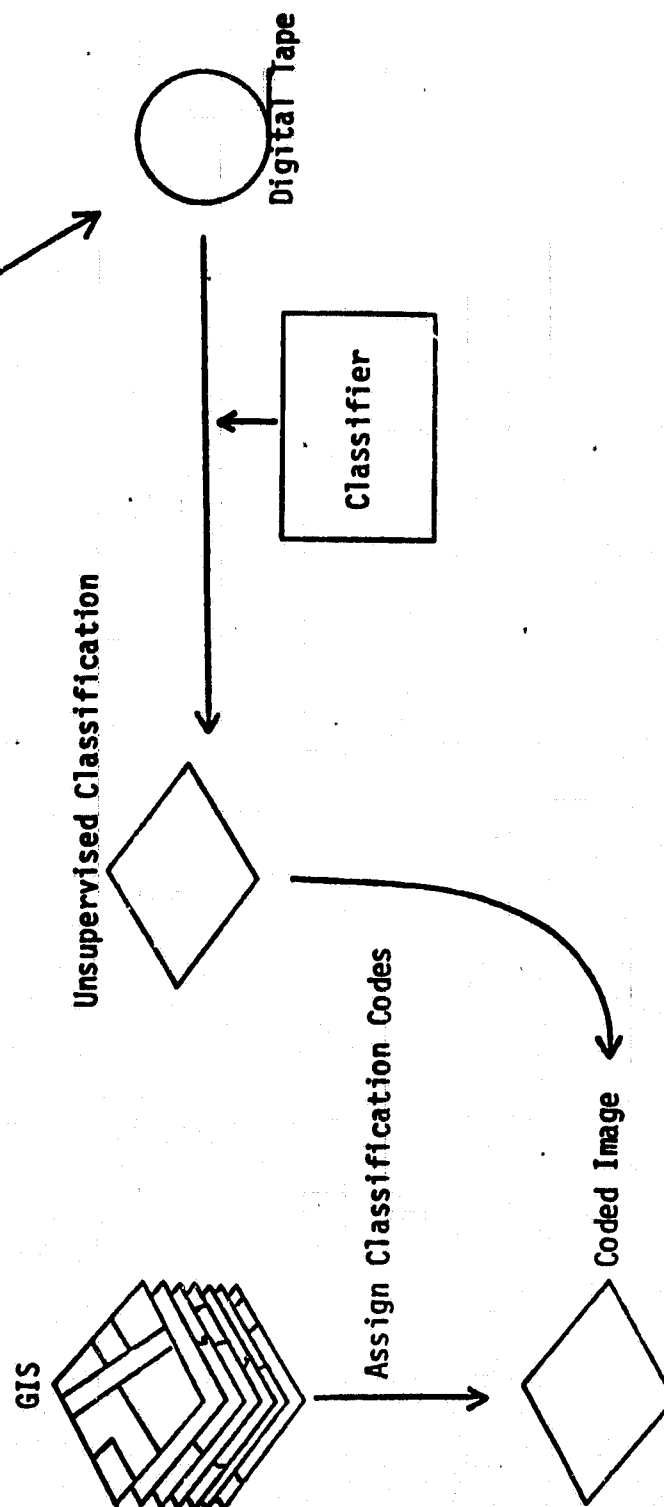 GIS
Unsupervised Classification
Digital Tape
Classifier
Assign Classification Codes
Coded Image